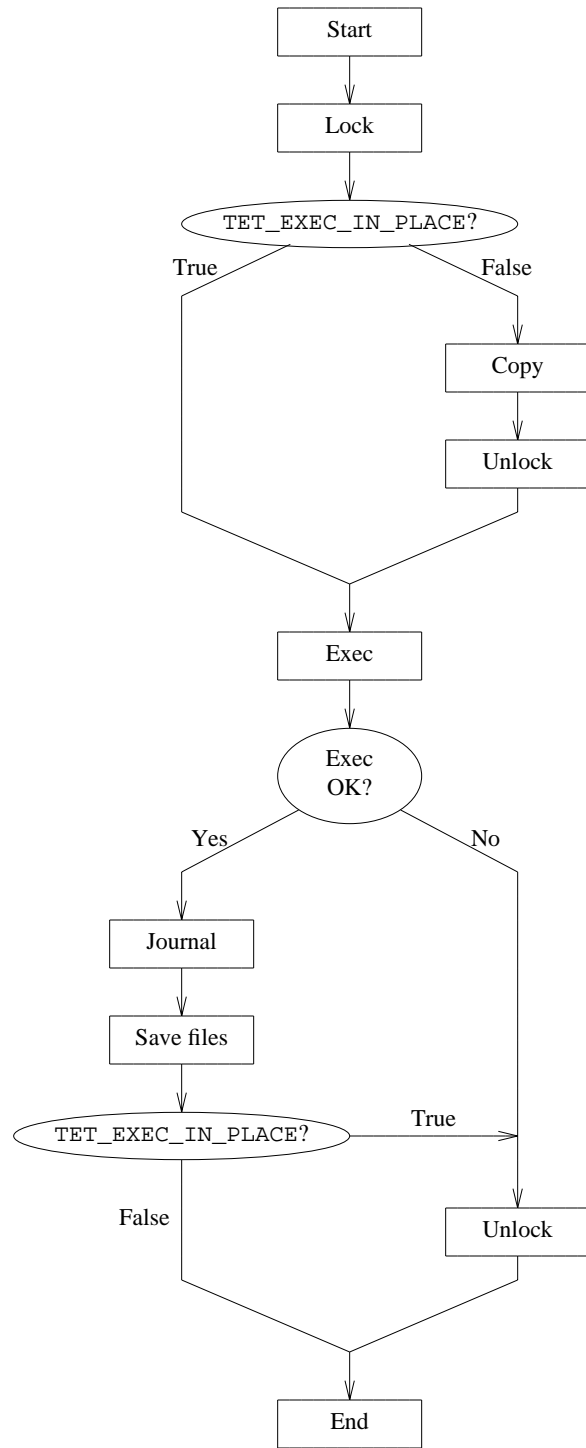 Start
Lock
TET_EXEC_IN_PLACE?
True
False
Copy
Unlock
Exec
Exec
OK?
Yes
No
Journal
Save files
TET_EXEC_IN_PLACE?
True
False
Unlock
End